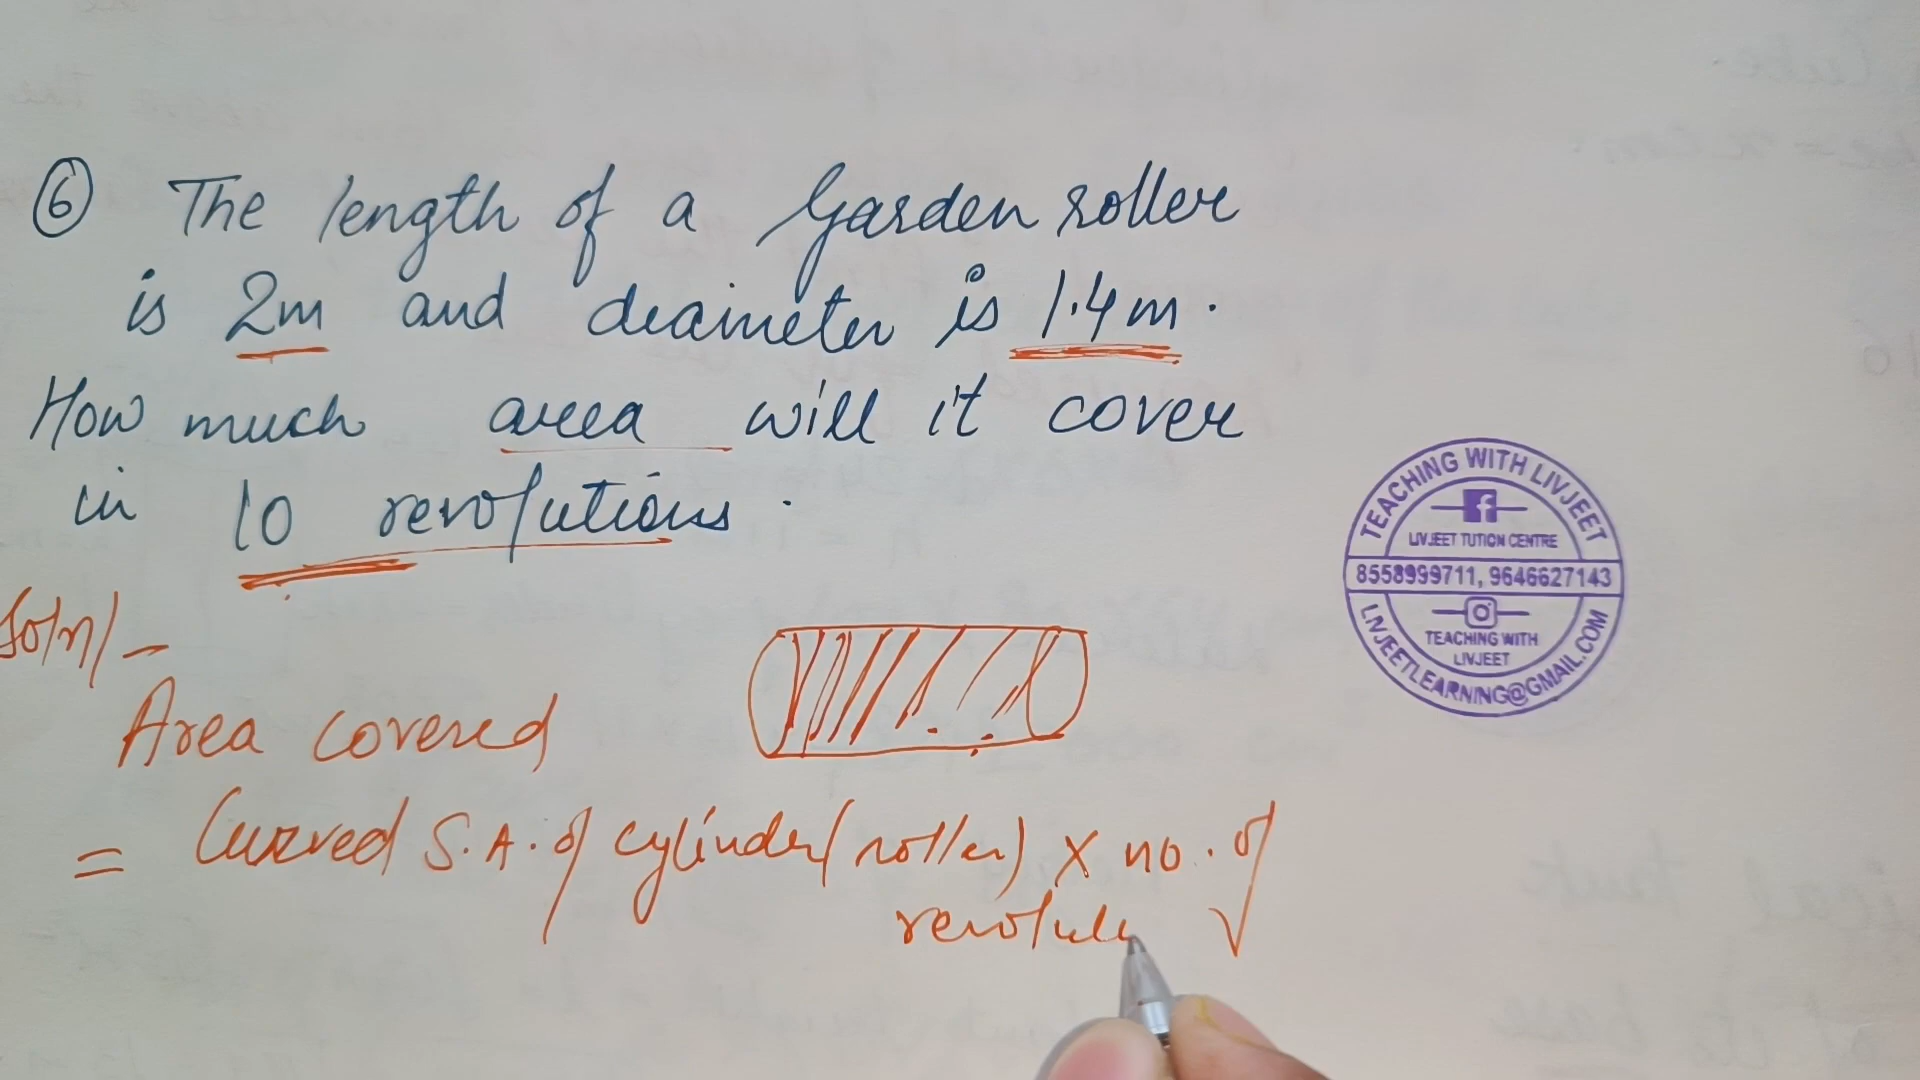 ⑥ The length of a Garden roller
is 2m and diameter is 1.4m.
How much area will it cover
in 10 revolutions.
Soln/-
Area covered
= Curved S.A. of cylinder (roller) x no. of
TEACHING WITH LIVJEET
LIVJEET TUTION CENTRE
8558999711, 9646627143
TEACHING WITH
LIVJEET
LIVJEETLEARNING@GMAIL.COM